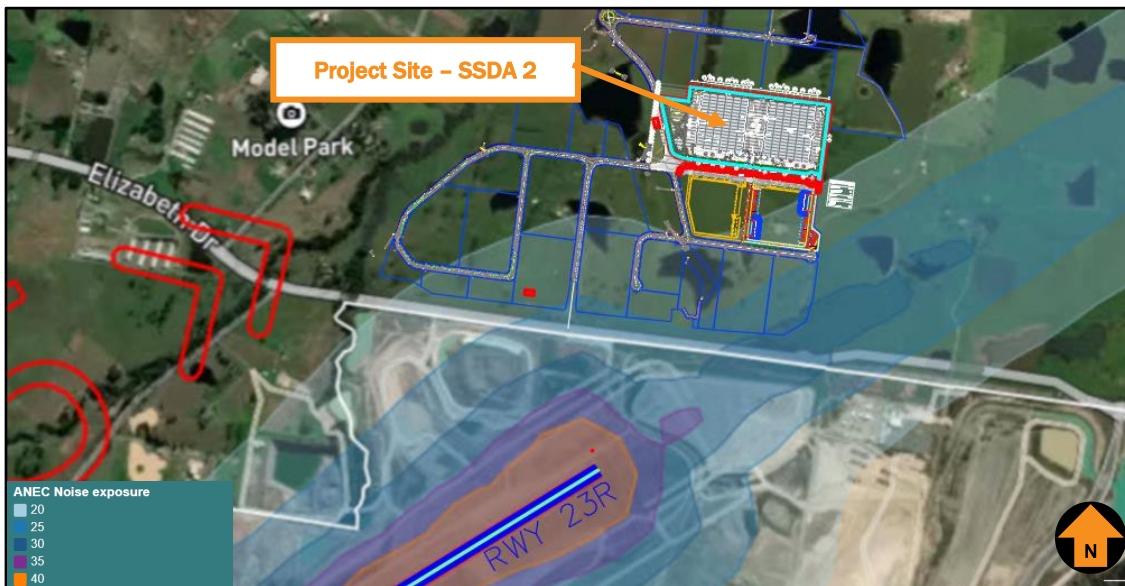 Project Site – SSDA 2
Model Park
Elizabeth Dr
RWY 23R
ANEC Noise exposure
20
25
30
35
40
N